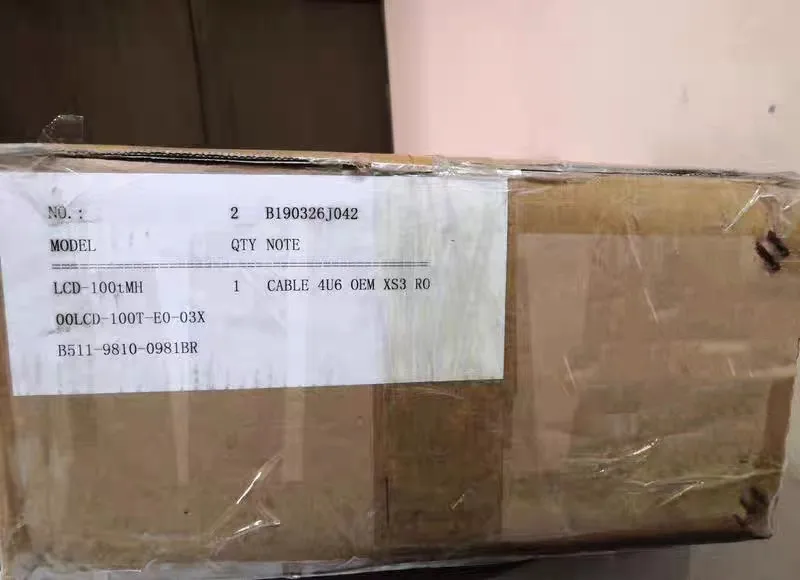 NO.: 2 B190326J042
MODEL QTY NOTE
==================================================
LCD-100tMH 1 CABLE 4U6 OEM XS3 RO
00LCD-100T-E0-03X
B511-9810-0981BR